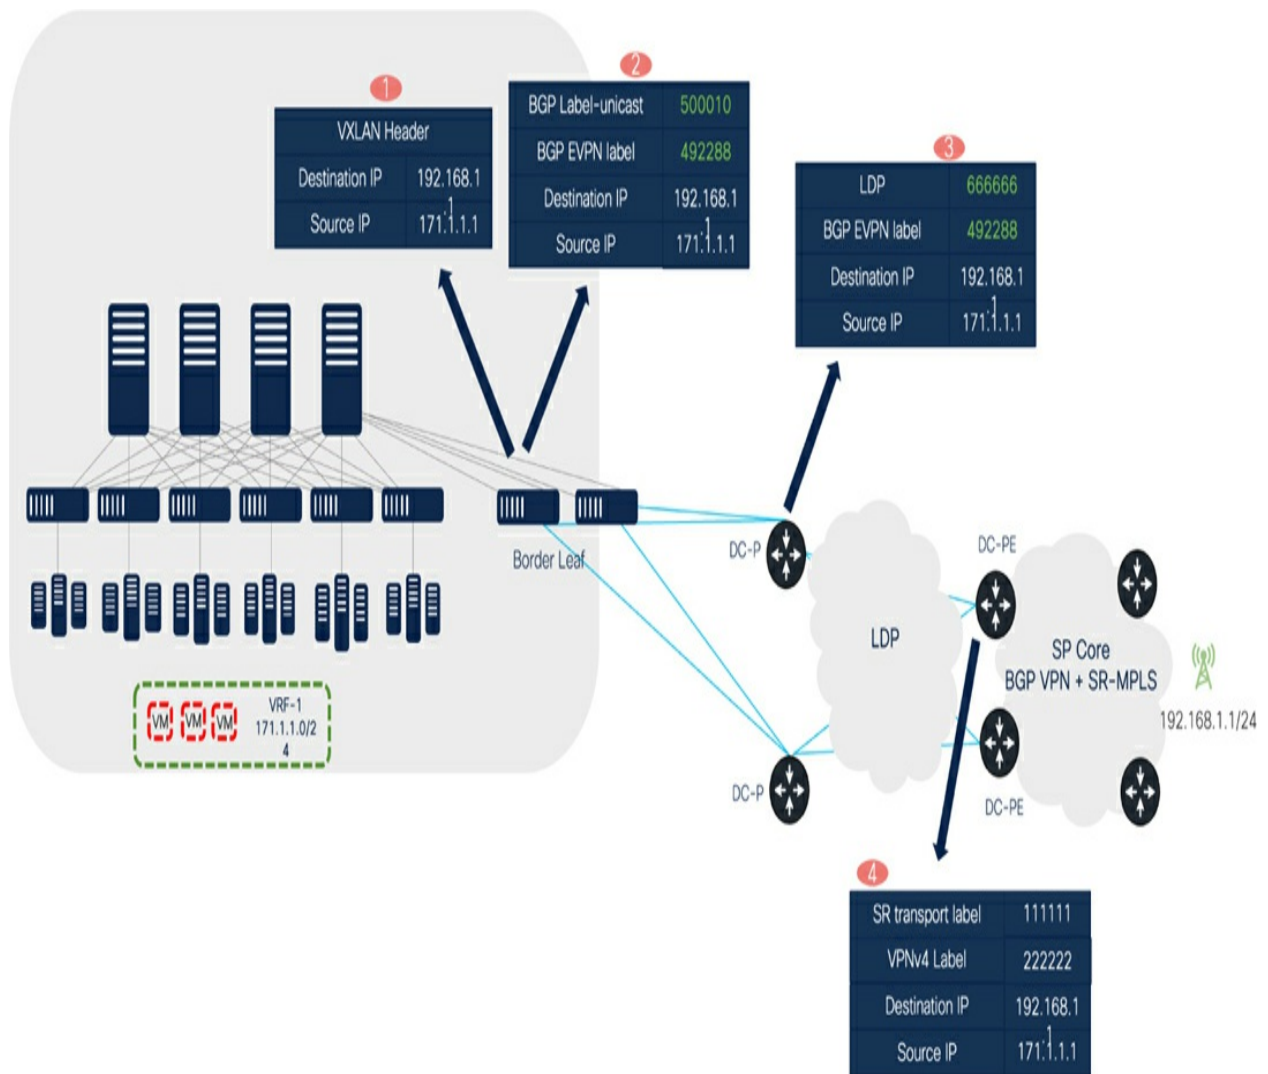 1
VXLAN Header
Destination IP 192.168.1
.1
Source IP 171.1.1.1
2
BGP Label-unicast 500010
BGP EVPN label 492288
Destination IP 192.168.1
.1
Source IP 171.1.1.1
3
LDP 666666
BGP EVPN label 492288
Destination IP 192.168.1
.1
Source IP 171.1.1.1
Border Leaf
DC-P
DC-PE
LDP
SP Core
BGP VPN + SR-MPLS
192.168.1.1/24
VM VM VM
VRF-1
171.1.1.0/2
4
DC-P
DC-PE
4
SR transport label 111111
VPNv4 Label 222222
Destination IP 192.168.1
.1
Source IP 171.1.1.1